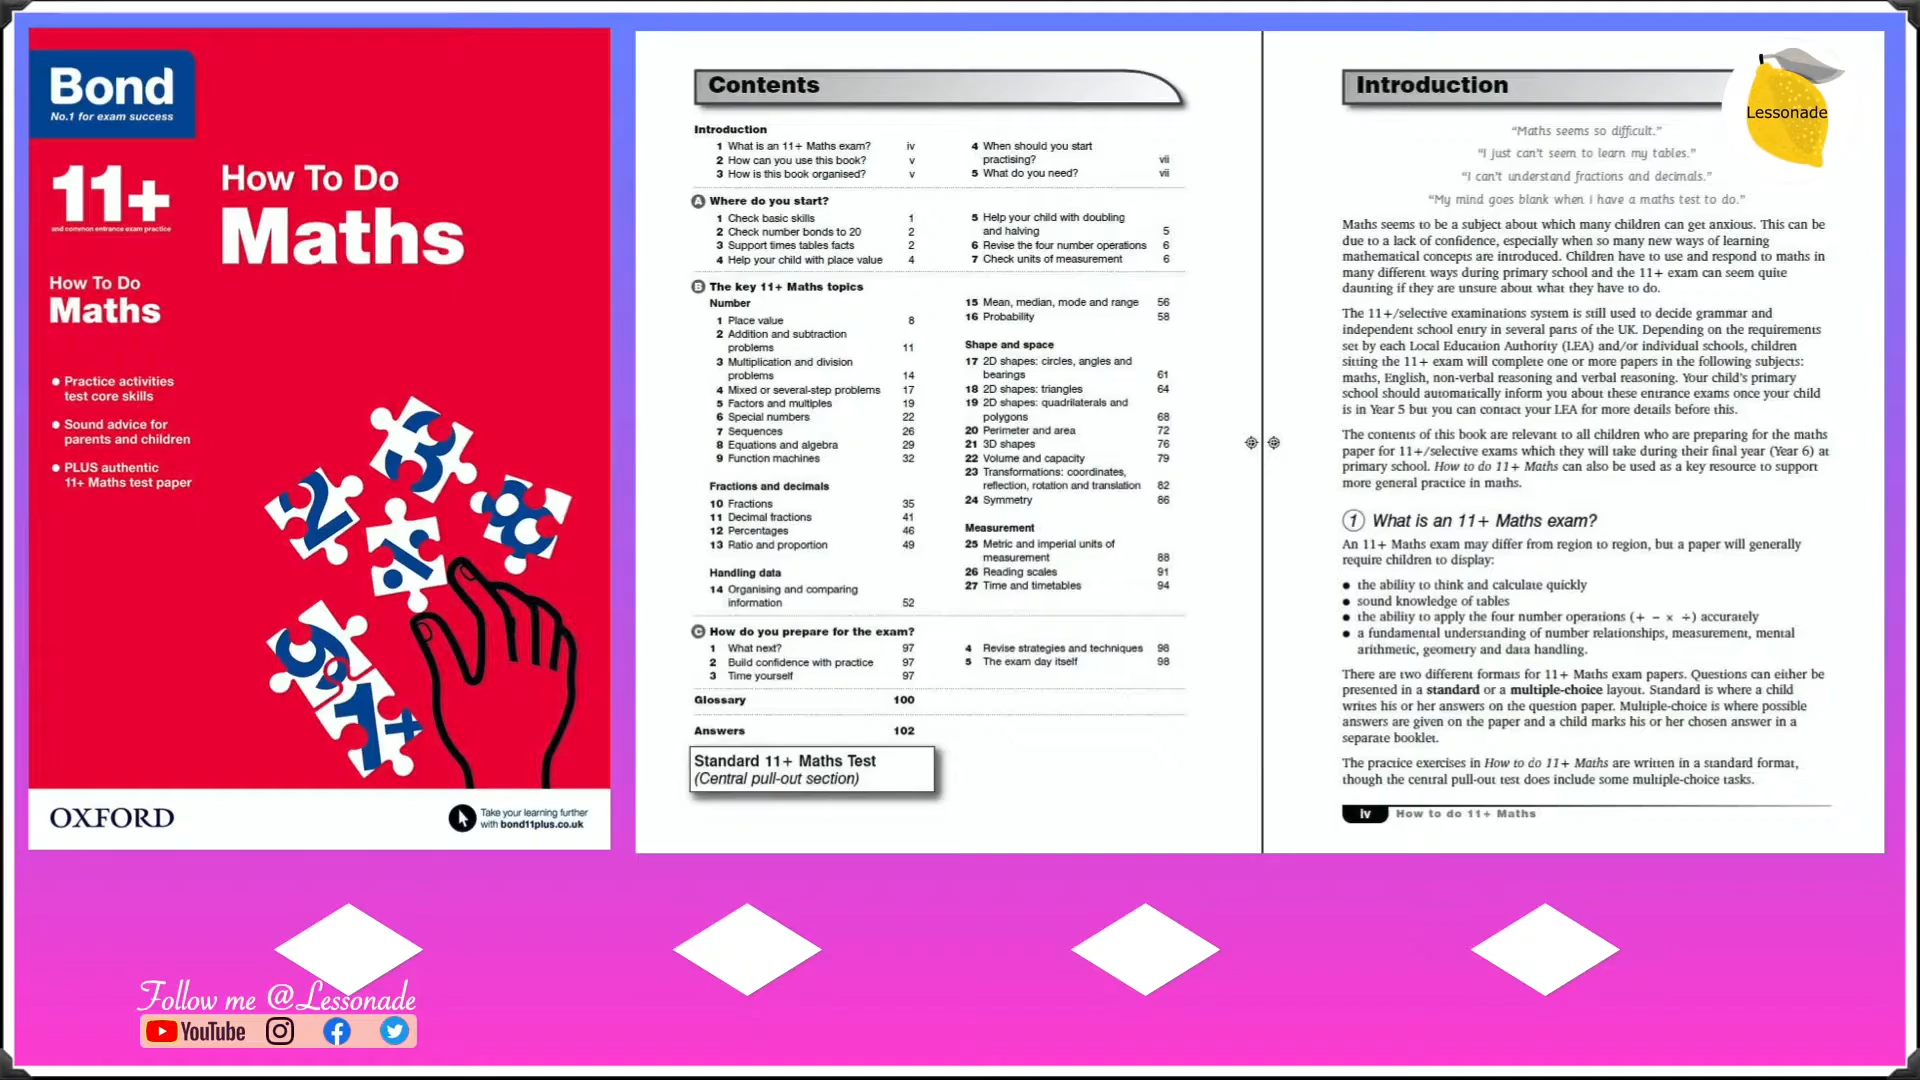 Bond
No.1 for exam success
11+
and common entrance exam practice
How To Do
Maths
How To Do
Maths
● Practice activities
test core skills
● Sound advice for
parents and children
● PLUS authentic
11+ Maths test paper
2
3
%
8
9
7
+
OXFORD
Take your learning further
with bond11plus.co.uk
Contents
Introduction
1 What is an 11+ Maths exam? iv
2 How can you use this book? v
3 How is this book organised? v
4 When should you start
practising? vii
5 What do you need? vii
A Where do you start?
1 Check basic skills 1
2 Check number bonds to 20 2
3 Support times tables facts 2
4 Help your child with place value 4
5 Help your child with doubling
and halving 5
6 Revise the four number operations 6
7 Check units of measurement 6
B The key 11+ Maths topics
Number
1 Place value 8
2 Addition and subtraction
problems 11
3 Multiplication and division
problems 14
4 Mixed or several-step problems 17
5 Factors and multiples 19
6 Special numbers 22
7 Sequences 26
8 Equations and algebra 29
9 Function machines 32
Fractions and decimals
10 Fractions 35
11 Decimal fractions 41
12 Percentages 46
13 Ratio and proportion 49
Handling data
14 Organising and comparing
information 52
15 Mean, median, mode and range 56
16 Probability 58
Shape and space
17 2D shapes: circles, angles and
bearings 61
18 2D shapes: triangles 64
19 2D shapes: quadrilaterals and
polygons 68
20 Perimeter and area 72
21 3D shapes 76
22 Volume and capacity 79
23 Transformations: coordinates,
reflection, rotation and translation 82
24 Symmetry 86
Measurement
25 Metric and imperial units of
measurement 88
26 Reading scales 91
27 Time and timetables 94
C How do you prepare for the exam?
1 What next? 97
2 Build confidence with practice 97
3 Time yourself 97
4 Revise strategies and techniques 98
5 The exam day itself 98
Glossary 100
Answers 102
Standard 11+ Maths Test
(Central pull-out section)
Introduction
Lessonade
“Maths seems so difficult.”
“I just can’t seem to learn my tables.”
“I can’t understand fractions and decimals.”
“My mind goes blank when I have a maths test to do.”
Maths seems to be a subject about which many children can get anxious. This can be
due to a lack of confidence, especially when so many new ways of learning
mathematical concepts are introduced. Children have to use and respond to maths in
many different ways during primary school and the 11+ exam can seem quite
daunting if they are unsure about what they have to do.
The 11+/selective examinations system is still used to decide grammar and
independent school entry in several parts of the UK. Depending on the requirements
set by each Local Education Authority (LEA) and/or individual schools, children
sitting the 11+ exam will complete one or more papers in the following subjects:
maths, English, non-verbal reasoning and verbal reasoning. Your child’s primary
school should automatically inform you about these entrance exams once your child
is in Year 5 but you can contact your LEA for more details before this.
The contents of this book are relevant to all children who are preparing for the maths
paper for 11+/selective exams which they will take during their final year (Year 6) at
primary school. How to do 11+ Maths can also be used as a key resource to support
more general practice in maths.
1 What is an 11+ Maths exam?
An 11+ Maths exam may differ from region to region, but a paper will generally
require children to display:
● the ability to think and calculate quickly
● sound knowledge of tables
● the ability to apply the four number operations (+ − × ÷) accurately
● a fundamental understanding of number relationships, measurement, mental
arithmetic, geometry and data handling.
There are two different formats for 11+ Maths exam papers. Questions can either be
presented in a standard or a multiple-choice layout. Standard is where a child
writes his or her answers on the question paper. Multiple-choice is where possible
answers are given on the paper and a child marks his or her chosen answer in a
separate booklet.
The practice exercises in How to do 11+ Maths are written in a standard format,
though the central pull-out test does include some multiple-choice tasks.
iv How to do 11+ Maths
Follow me @Lessonade
YouTube